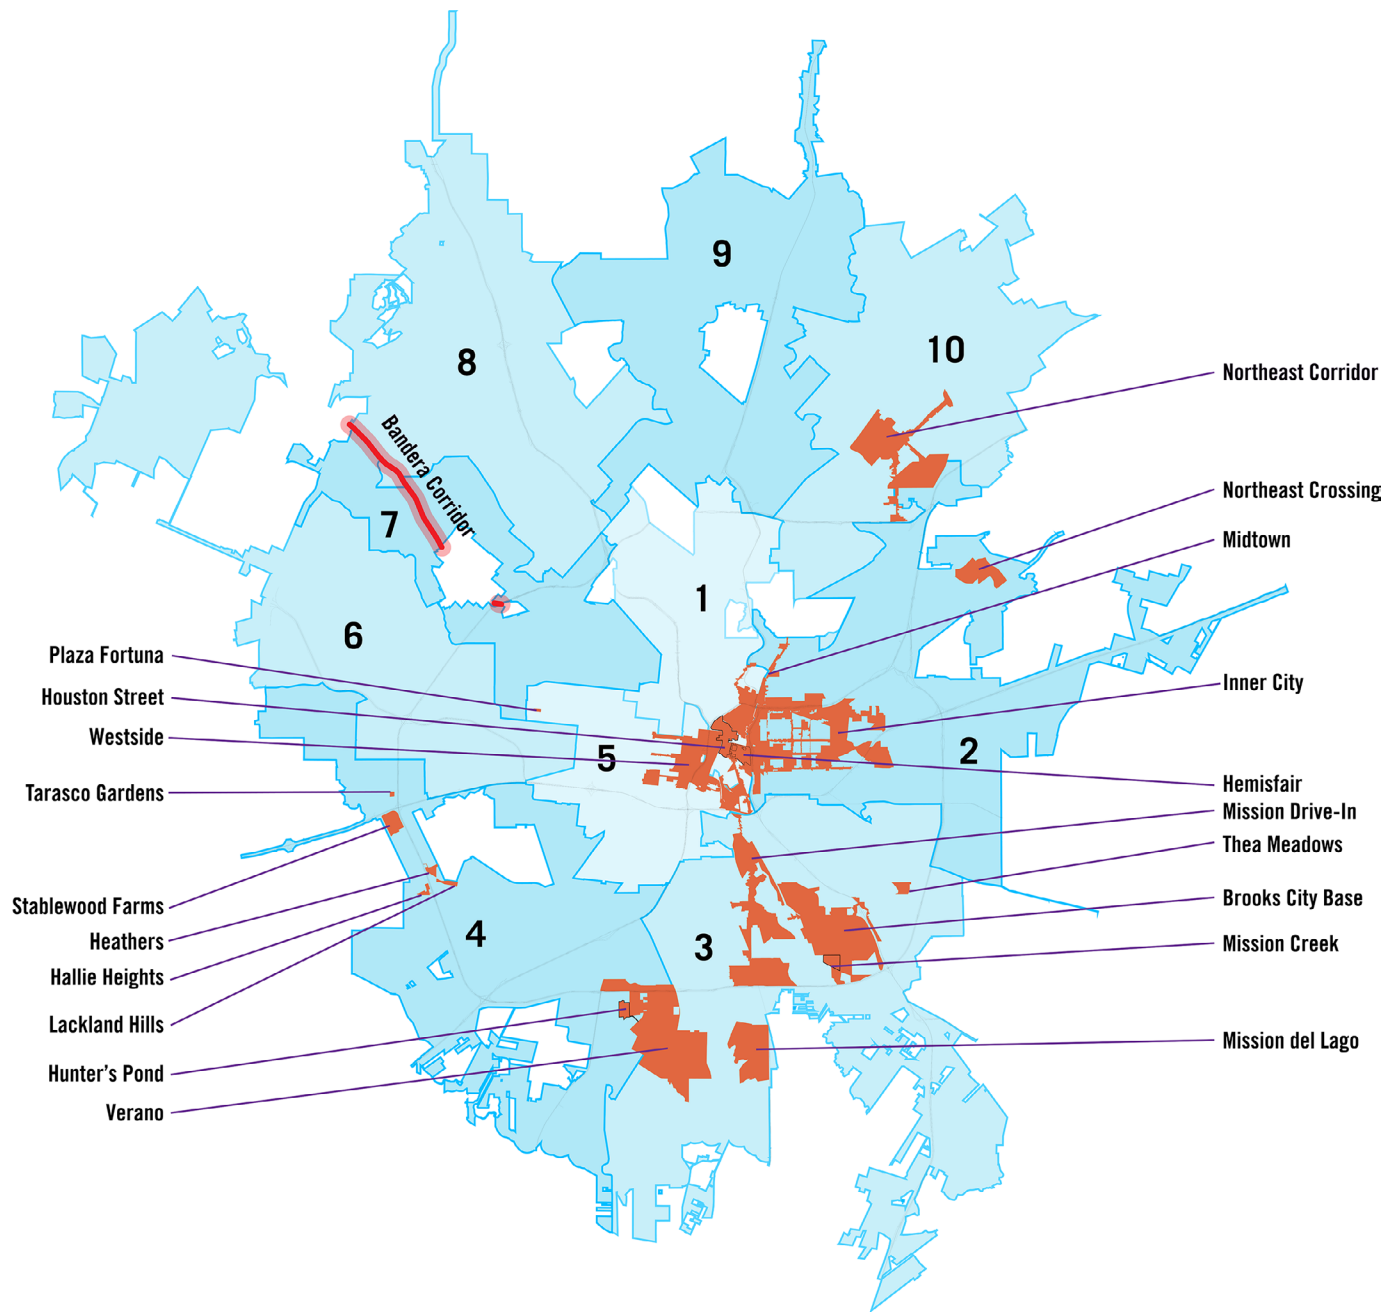 9
8
10
Northeast Corridor
Bandera Corridor
Northeast Crossing
7
Midtown
1
6
Plaza Fortuna
Inner City
Houston Street
Westside
5
2
Hemisfair
Tarasco Gardens
Mission Drive-In
Thea Meadows
Brooks City Base
Stablewood Farms
4
Heathers
3
Mission Creek
Hallie Heights
Lackland Hills
Mission del Lago
Hunter's Pond
Verano